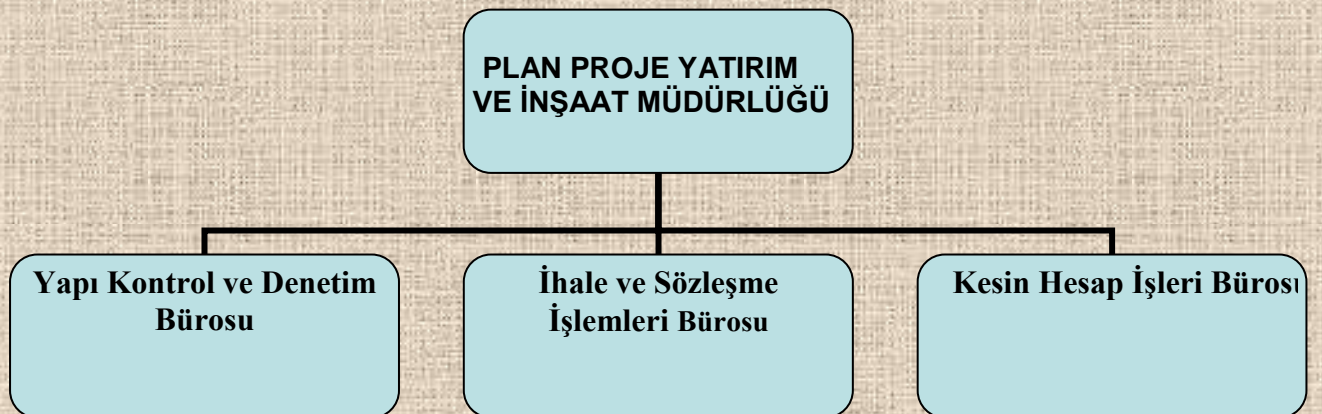 PLAN PROJE YATIRIM
VE İNŞAAT MÜDÜRLÜĞÜ
Yapı Kontrol ve Denetim
Bürosu
İhale ve Sözleşme
İşlemleri Bürosu
Kesin Hesap İşleri Bürosu